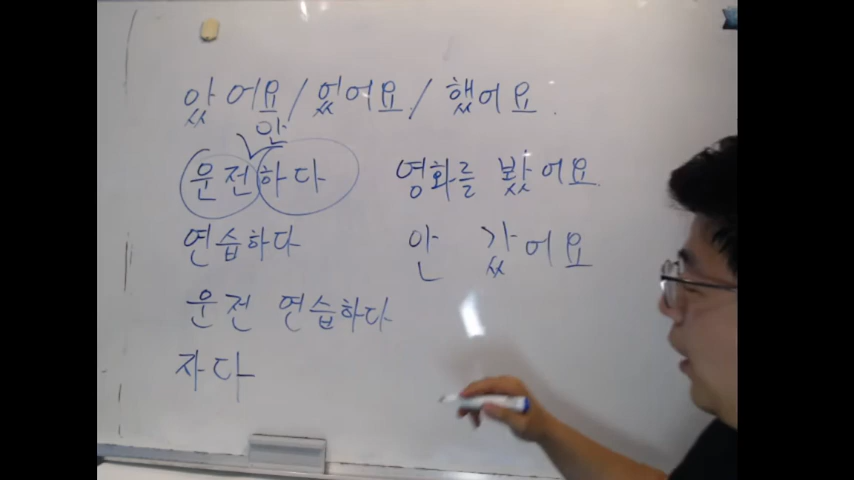 았어요 / 었어요 / 했어요.
안
운전하다 영화를 봤어요.
연습하다 안 갔어요
운전 연습하다
자다